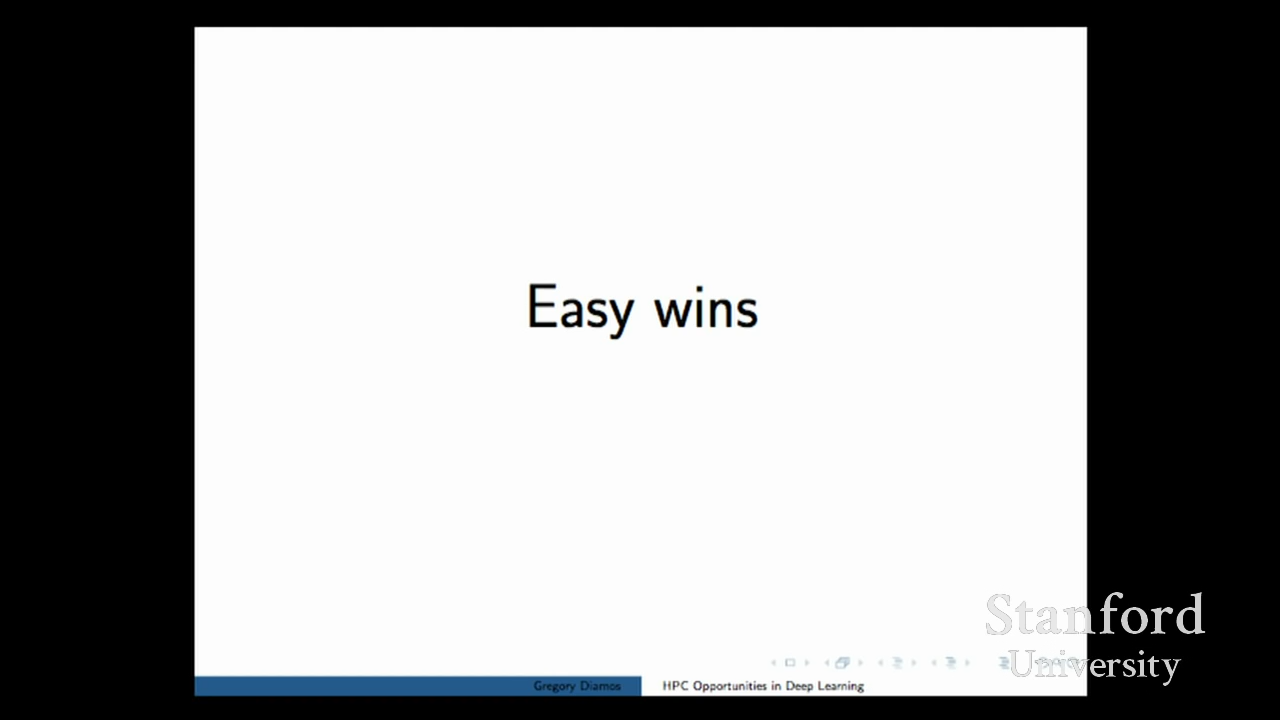 Easy wins
Stanford
University
Gregory Diamos
HPC Opportunities in Deep Learning